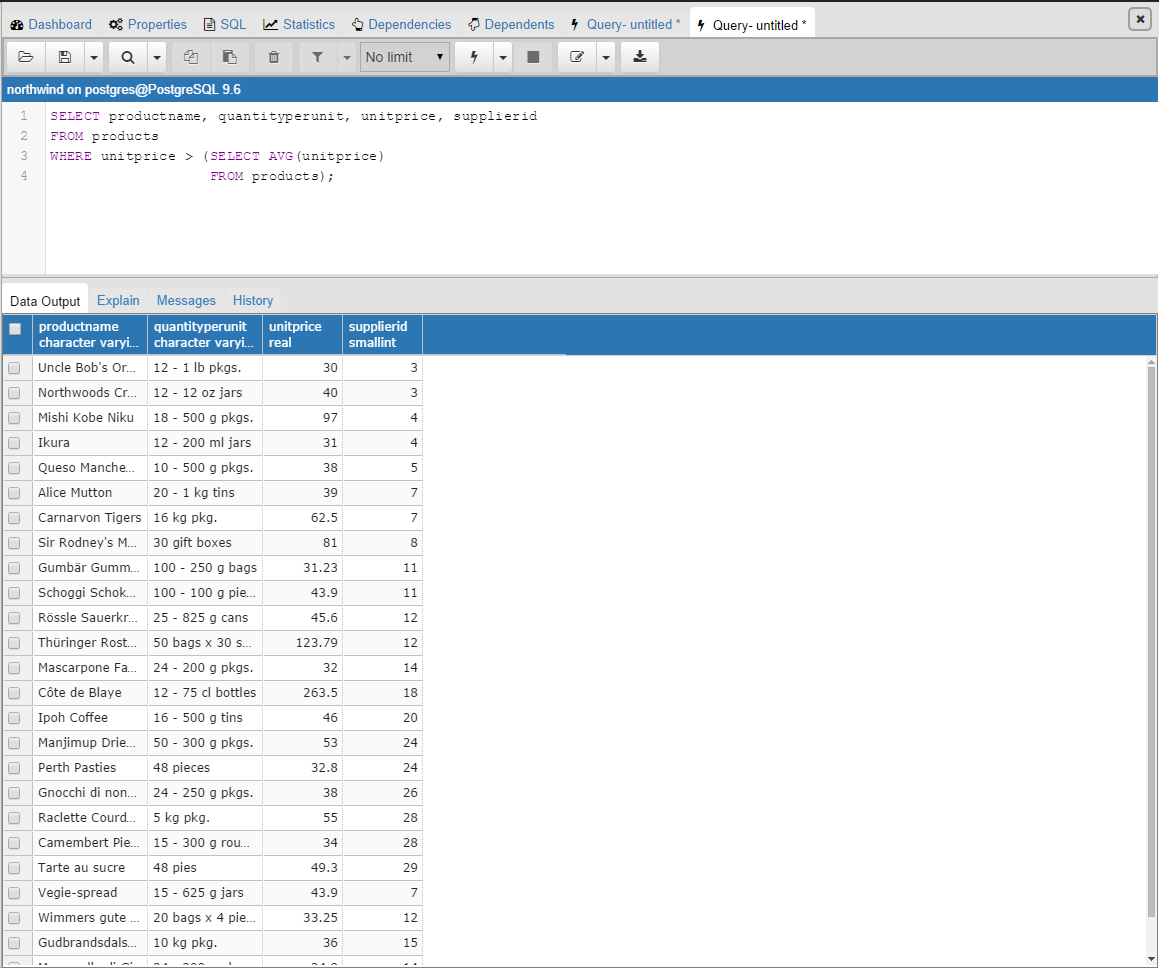 Dashboard Properties SQL Statistics Dependencies Dependents Query- untitled * Query- untitled *
No limit
northwind on postgres@PostgreSQL 9.6
1 SELECT productname, quantityperunit, unitprice, supplierid
2 FROM products
3 WHERE unitprice > (SELECT AVG(unitprice)
4 FROM products);
Data Output Explain Messages History
productname quantityperunit unitprice supplierid
character varyi... character varyi... real smallint
Uncle Bob's Or... 12 - 1 lb pkgs. 30 3
Northwoods Cr... 12 - 12 oz jars 40 3
Mishi Kobe Niku 18 - 500 g pkgs. 97 4
Ikura 12 - 200 ml jars 31 4
Queso Manche... 10 - 500 g pkgs. 38 5
Alice Mutton 20 - 1 kg tins 39 7
Carnarvon Tigers 16 kg pkg. 62.5 7
Sir Rodney's M... 30 gift boxes 81 8
Gumbär Gumm... 100 - 250 g bags 31.23 11
Schoggi Schok... 100 - 100 g pie... 43.9 11
Rössle Sauerkr... 25 - 825 g cans 45.6 12
Thüringer Rost... 50 bags x 30 s... 123.79 12
Mascarpone Fa... 24 - 200 g pkgs. 32 14
Côte de Blaye 12 - 75 cl bottles 263.5 18
Ipoh Coffee 16 - 500 g tins 46 20
Manjimup Drie... 50 - 300 g pkgs. 53 24
Perth Pasties 48 pieces 32.8 24
Gnocchi di non... 24 - 250 g pkgs. 38 26
Raclette Courd... 5 kg pkg. 55 28
Camembert Pie... 15 - 300 g rou... 34 28
Tarte au sucre 48 pies 49.3 29
Vegie-spread 15 - 625 g jars 43.9 7
Wimmers gute ... 20 bags x 4 pie... 33.25 12
Gudbrandsdals... 10 kg pkg. 36 15